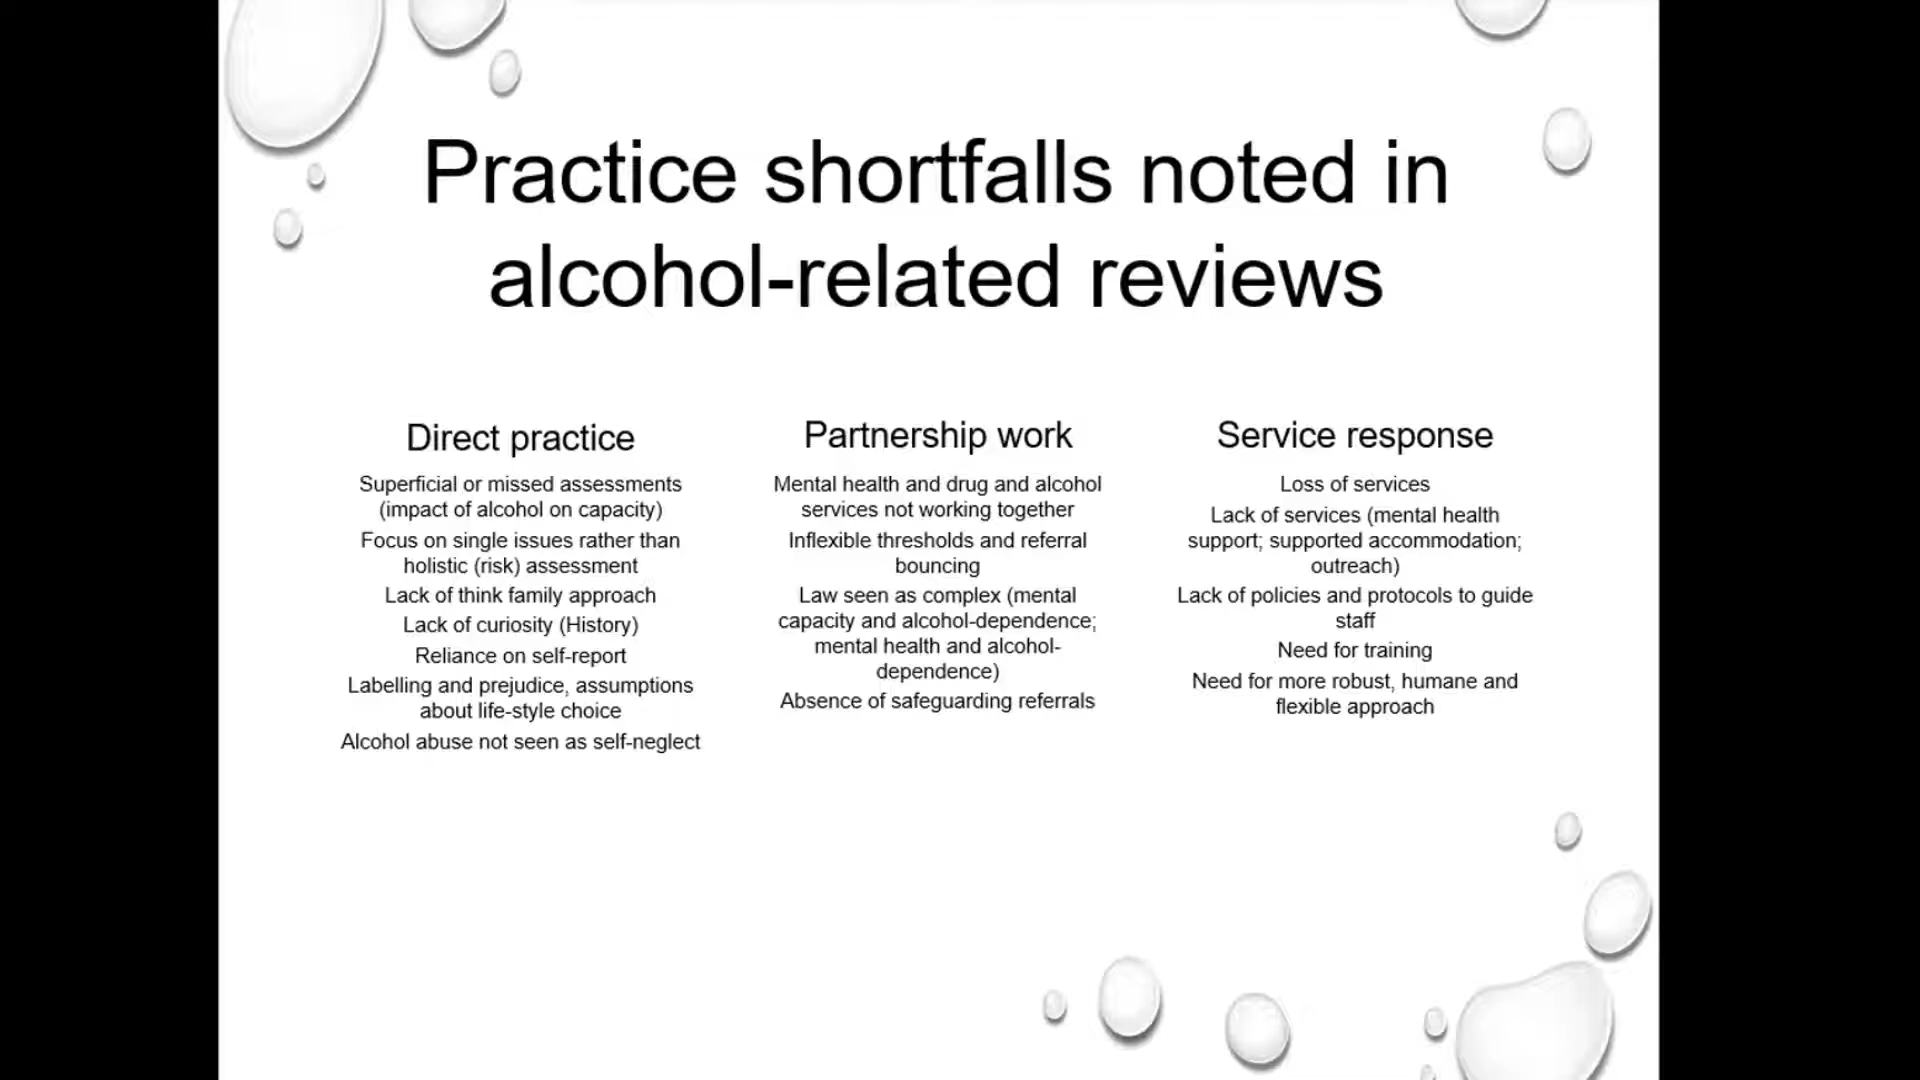 Practice shortfalls noted in
alcohol-related reviews
Direct practice
Superficial or missed assessments
(impact of alcohol on capacity)
Focus on single issues rather than
holistic (risk) assessment
Lack of think family approach
Lack of curiosity (History)
Reliance on self-report
Labelling and prejudice, assumptions
about life-style choice
Alcohol abuse not seen as self-neglect
Partnership work
Mental health and drug and alcohol
services not working together
Inflexible thresholds and referral
bouncing
Law seen as complex (mental
capacity and alcohol-dependence;
mental health and alcohol-
dependence)
Absence of safeguarding referrals
Service response
Loss of services
Lack of services (mental health
support; supported accommodation;
outreach)
Lack of policies and protocols to guide
staff
Need for training
Need for more robust, humane and
flexible approach